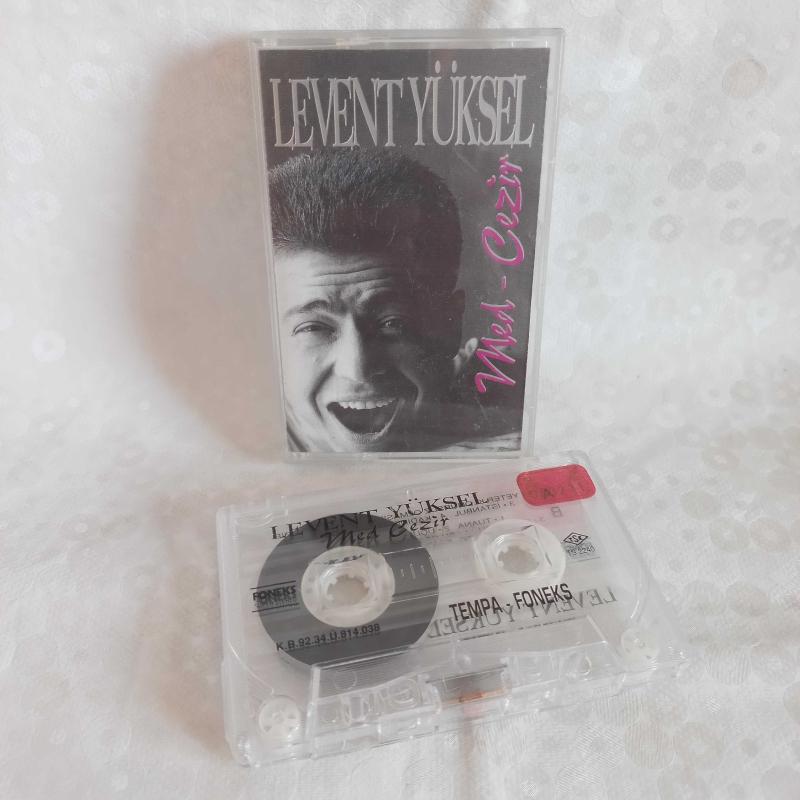 LEVENT YÜKSEL
Med - Cezir
A
LEVENT YÜKSEL
Med Cezir
B
FONEKS
TEMPA - FONEKS
K.B.92.34.Ü.814.038
LEVENT YÜKSEL